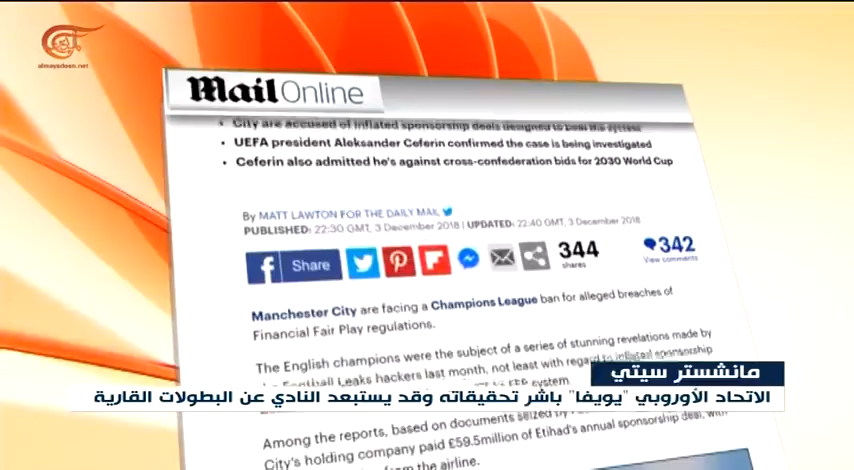 الميادين
almayadeen.net
Mail Online
• City are accused of inflated sponsorship deals designed to beat the system
• UEFA president Aleksander Ceferin confirmed the case is being investigated
• Ceferin also admitted he's against cross-confederation bids for 2030 World Cup
By MATT LAWTON FOR THE DAILY MAIL
PUBLISHED: 22:30 GMT, 3 December 2018 | UPDATED: 22:40 GMT, 3 December 2018
Share 344 shares 342 View comments
Manchester City are facing a Champions League ban for alleged breaches of
Financial Fair Play regulations.
The English champions were the subject of a series of stunning revelations made by
Football Leaks hackers last month, not least with regard to inflated sponsorship
system.
مانشستر سيتي
الاتحاد الأوروبي "يويفا" باشر تحقيقاته وقد يستبعد النادي عن البطولات القارية
Among the reports, based on documents seized by
City's holding company paid £59.5million of Etihad's annual sponsorship deal, with
from the airline.